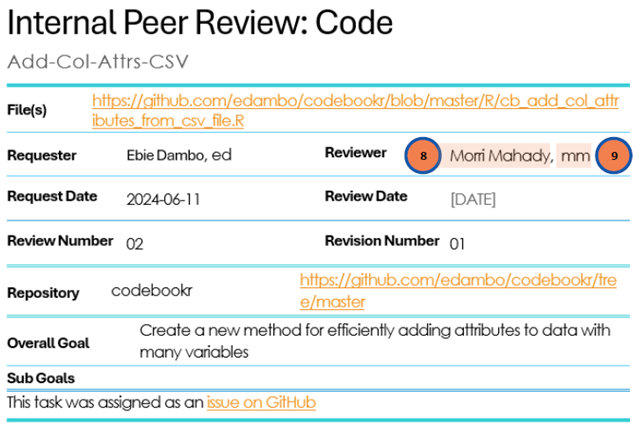 Internal Peer Review: Code
Add-Col-Attrs-CSV
File(s) https://github.com/edambo/codebookr/blob/master/R/cb_add_col_attr
ibutes_from_csv_file.R
Requester Ebie Dambo, ed Reviewer 8 Morri Mahady, mm 9
Request Date 2024-06-11 Review Date [DATE]
Review Number 02 Revision Number 01
Repository codebookr https://github.com/edambo/codebookr/tre
e/master
Overall Goal Create a new method for efficiently adding attributes to data with
many variables
Sub Goals
This task was assigned as an issue on GitHub